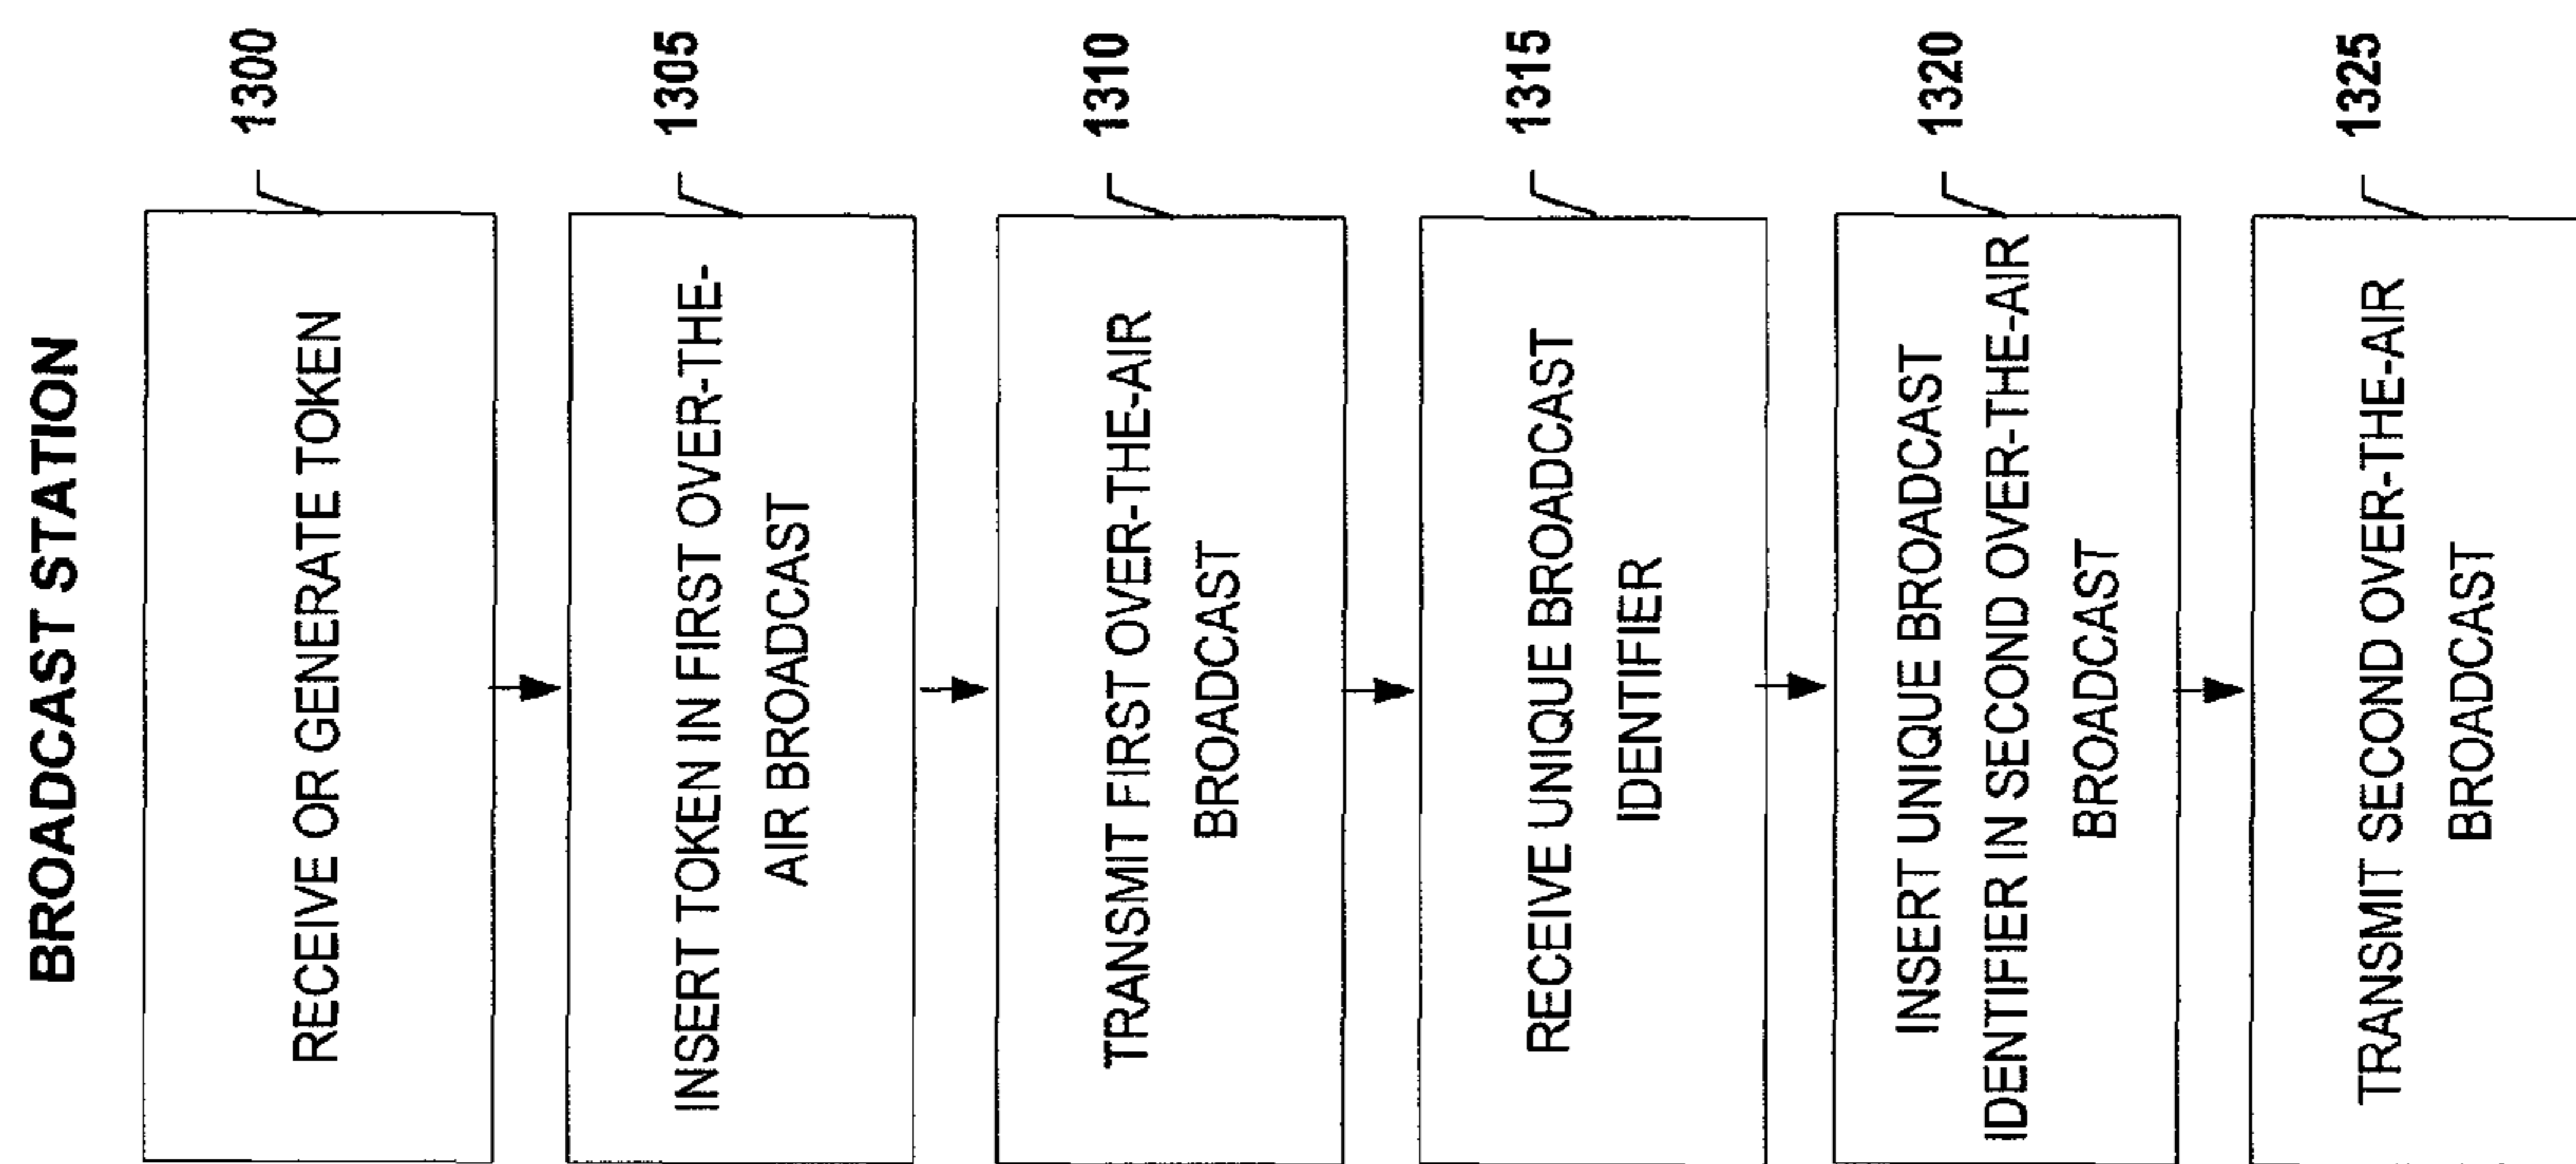 BROADCAST STATION
RECEIVE OR GENERATE TOKEN
1300
INSERT TOKEN IN FIRST OVER-THE-
AIR BROADCAST
1305
TRANSMIT FIRST OVER-THE-AIR
BROADCAST
1310
RECEIVE UNIQUE BROADCAST
IDENTIFIER
1315
INSERT UNIQUE BROADCAST
IDENTIFIER IN SECOND OVER-THE-AIR
BROADCAST
1320
TRANSMIT SECOND OVER-THE-AIR
BROADCAST
1325